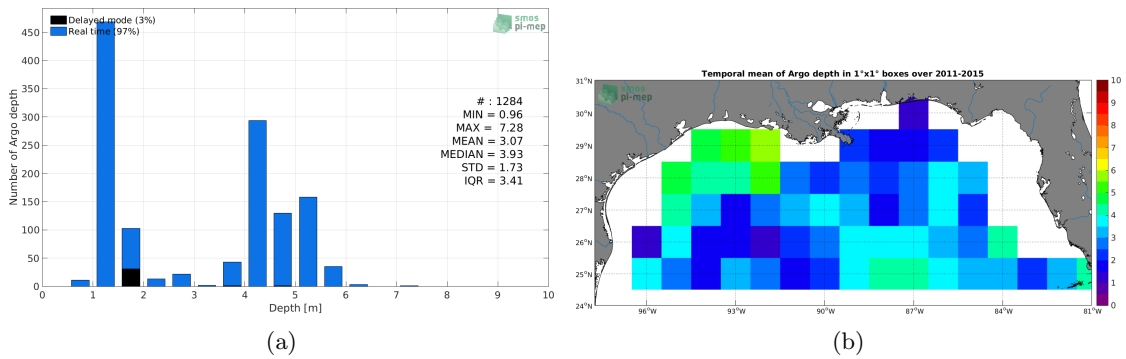 Delayed mode (3%)
Real time (97%)
smos
pi-mep
450
400
350
300
250
200
150
100
50
0
Number of Argo depth
# : 1284
MIN = 0.96
MAX = 7.28
MEAN = 3.07
MEDIAN = 3.93
STD = 1.73
IQR = 3.41
0 1 2 3 4 5 6 7 8 9 10
Depth [m]
(a)
Temporal mean of Argo depth in 1°x1° boxes over 2011-2015
smos
pi-mep
31°N
30°N
29°N
28°N
27°N
26°N
25°N
24°N
96°W 93°W 90°W 87°W 84°W 81°W
10
9
8
7
6
5
4
3
2
1
0
(b)